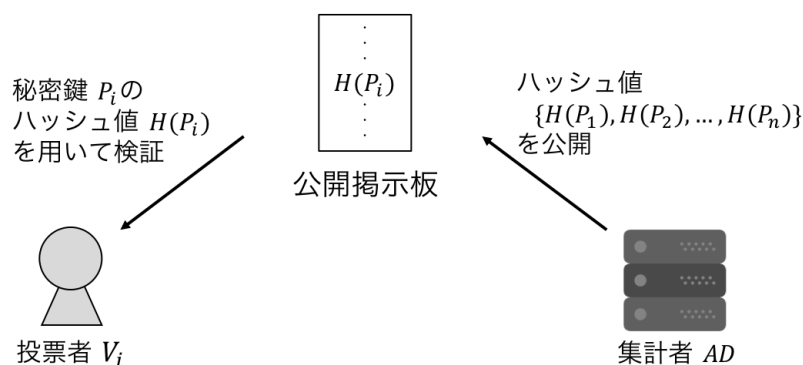 秘密鍵 P_i の
ハッシュ値 H(P_i)
を用いて検証
H(P_i)
公開掲示板
ハッシュ値
{H(P_1), H(P_2), … , H(P_n)}
を公開
投票者 V_i
集計者 AD